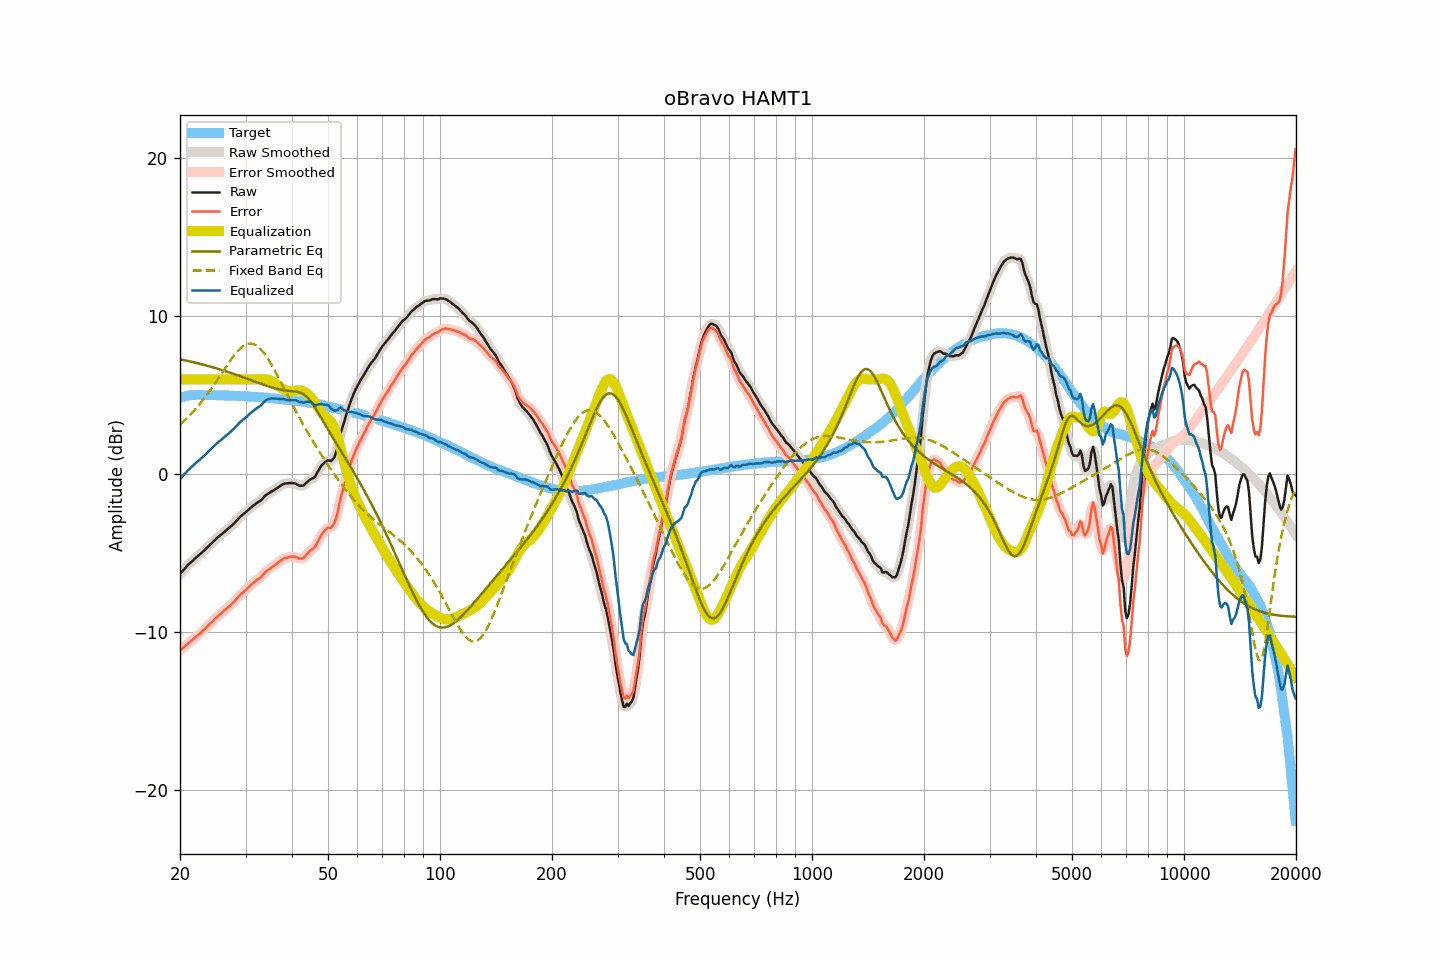 oBravo HAMT1
Target
Raw Smoothed
Error Smoothed
Raw
Error
Equalization
Parametric Eq
Fixed Band Eq
Equalized
20
10
0
−10
−20
Amplitude (dBr)
20 50 100 200 500 1000 2000 5000 10000 20000
Frequency (Hz)